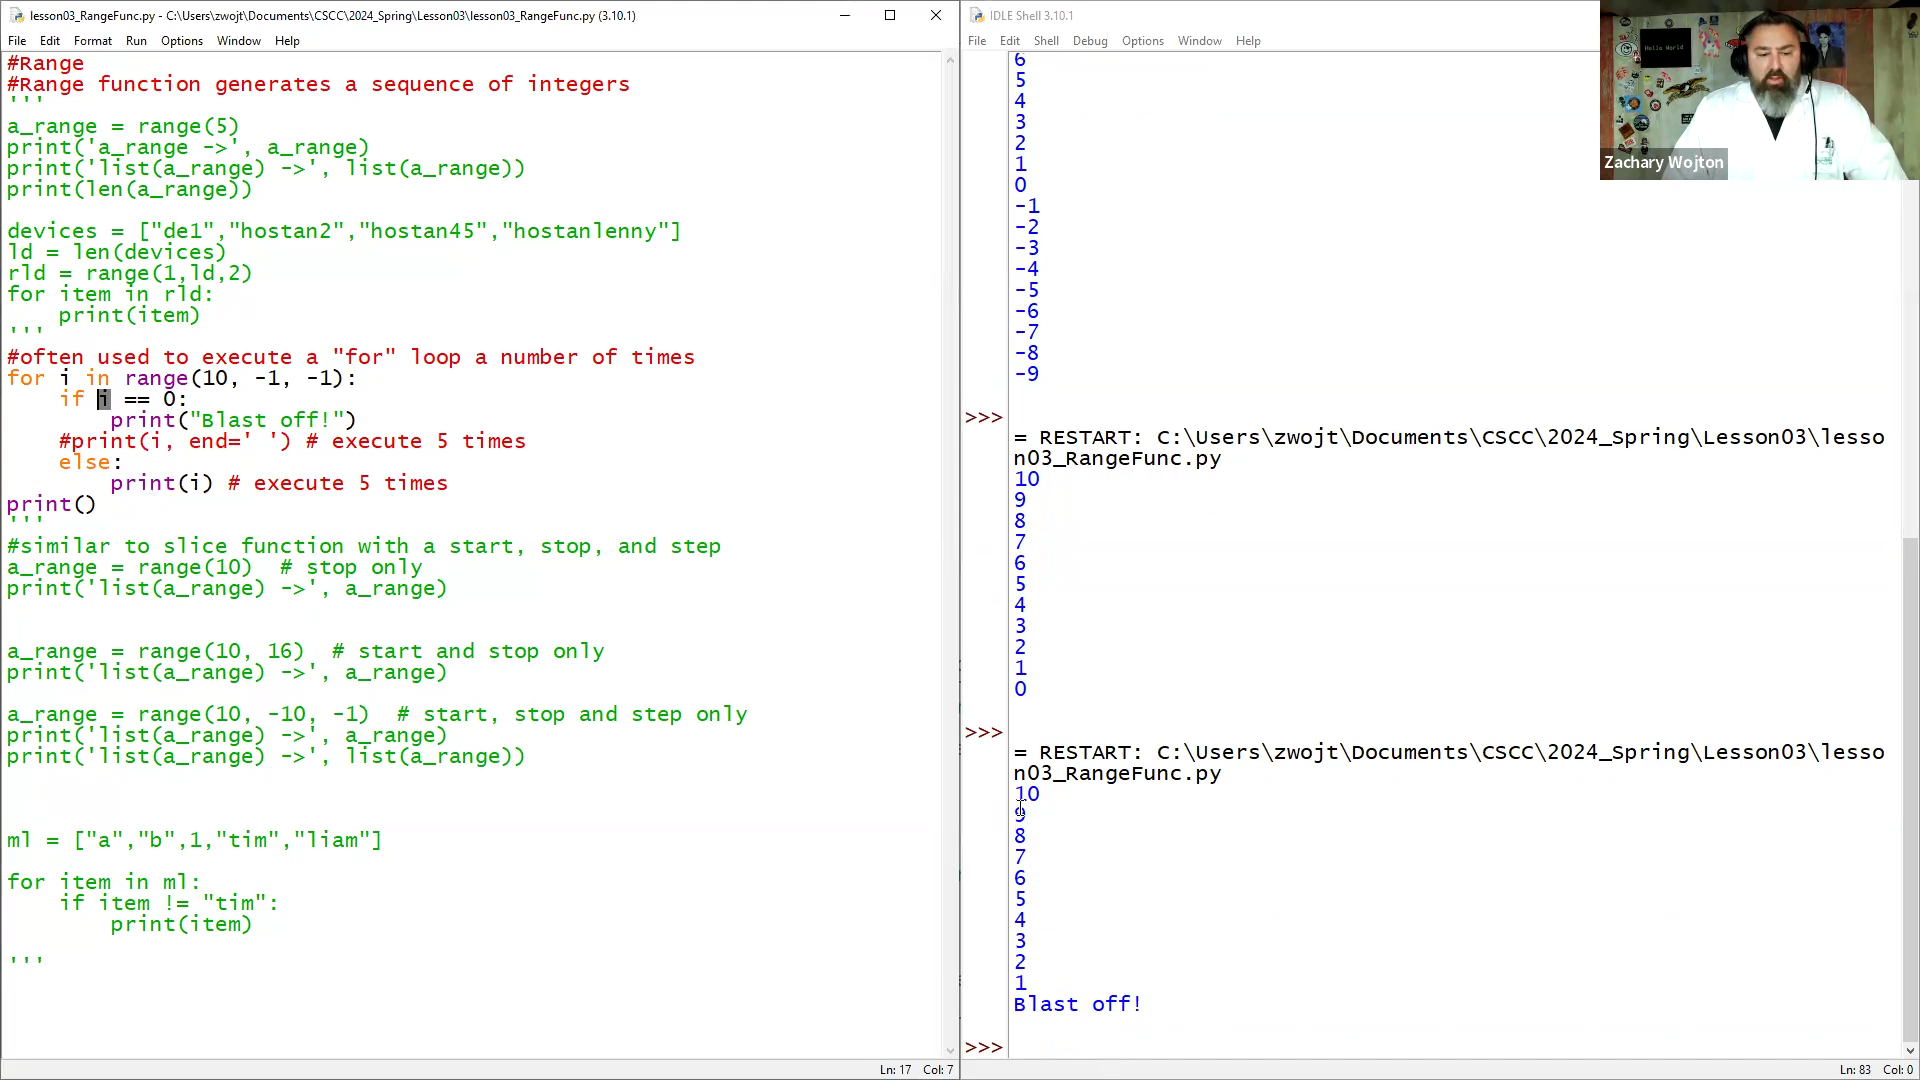 lesson03_RangeFunc.py - C:\Users\zwojt\Documents\CSCC\2024_Spring\Lesson03\lesson03_RangeFunc.py (3.10.1)
File Edit Format Run Options Window Help
#Range
#Range function generates a sequence of integers
'''
a_range = range(5)
print('a_range ->', a_range)
print('list(a_range) ->', list(a_range))
print(len(a_range))
devices = ["de1","hostan2","hostan45","hostanlenny"]
ld = len(devices)
rld = range(1,ld,2)
for item in rld:
    print(item)
'''
#often used to execute a "for" loop a number of times
for i in range(10, -1, -1):
    if i == 0:
        print("Blast off!")
    #print(i, end=' ') # execute 5 times
    else:
        print(i) # execute 5 times
print()
'''
#similar to slice function with a start, stop, and step
a_range = range(10)  # stop only
print('list(a_range) ->', a_range)
a_range = range(10, 16)  # start and stop only
print('list(a_range) ->', a_range)
a_range = range(10, -10, -1)  # start, stop and step only
print('list(a_range) ->', a_range)
print('list(a_range) ->', list(a_range))
ml = ["a","b",1,"tim","liam"]
for item in ml:
    if item != "tim":
        print(item)
'''
Ln: 17 Col: 7
IDLE Shell 3.10.1
File Edit Shell Debug Options Window Help
6
5
4
3
2
1
0
-1
-2
-3
-4
-5
-6
-7
-8
-9
>>>
= RESTART: C:\Users\zwojt\Documents\CSCC\2024_Spring\Lesson03\lesso
n03_RangeFunc.py
10
9
8
7
6
5
4
3
2
1
0
>>>
= RESTART: C:\Users\zwojt\Documents\CSCC\2024_Spring\Lesson03\lesso
n03_RangeFunc.py
10
9
8
7
6
5
4
3
2
1
Blast off!
>>>
Ln: 83 Col: 0
Hello World
Zachary Wojton